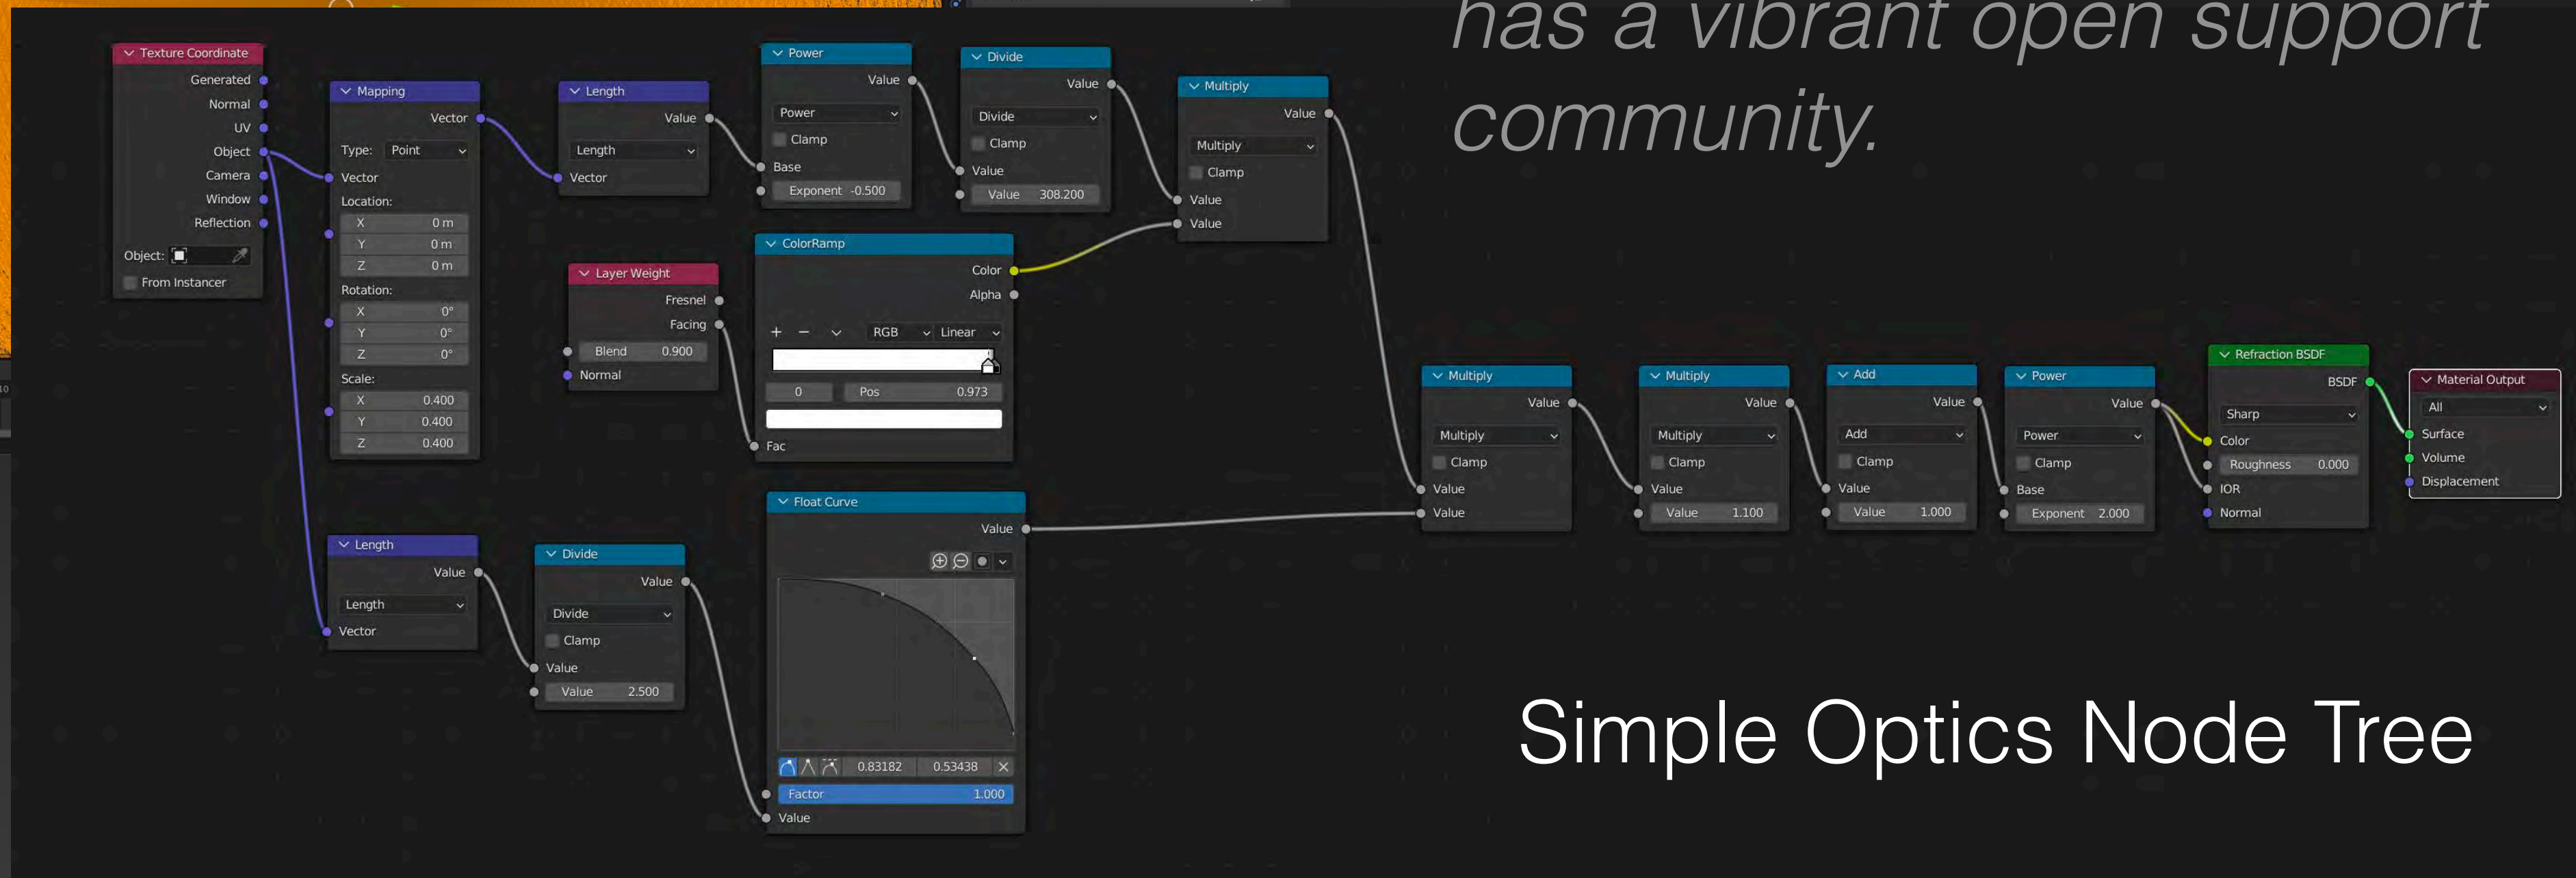 has a vibrant open support
community.
Texture Coordinate
Generated
Normal
UV
Object
Camera
Window
Reflection
Object:
From Instancer
Mapping
Vector
Type: Point
Vector
Location:
X 0 m
Y 0 m
Z 0 m
Rotation:
X 0°
Y 0°
Z 0°
Scale:
X 0.400
Y 0.400
Z 0.400
Length
Value
Length
Vector
Power
Value
Power
Clamp
Base
Exponent -0.500
Divide
Value
Divide
Clamp
Value
Value 308.200
Multiply
Value
Multiply
Clamp
Value
Value
Layer Weight
Fresnel
Facing
Blend 0.900
Normal
ColorRamp
Color
Alpha
RGB Linear
0 Pos 0.973
Fac
Length
Value
Length
Vector
Divide
Value
Divide
Clamp
Value
Value 2.500
Float Curve
Value
0.83182 0.53438
Factor 1.000
Value
Multiply
Value
Multiply
Clamp
Value
Value
Multiply
Value
Multiply
Clamp
Value
Value 1.100
Add
Value
Add
Clamp
Value
Value 1.000
Power
Value
Power
Clamp
Base
Exponent 2.000
Refraction BSDF
BSDF
Sharp
Color
Roughness 0.000
IOR
Normal
Material Output
All
Surface
Volume
Displacement
Simple Optics Node Tree